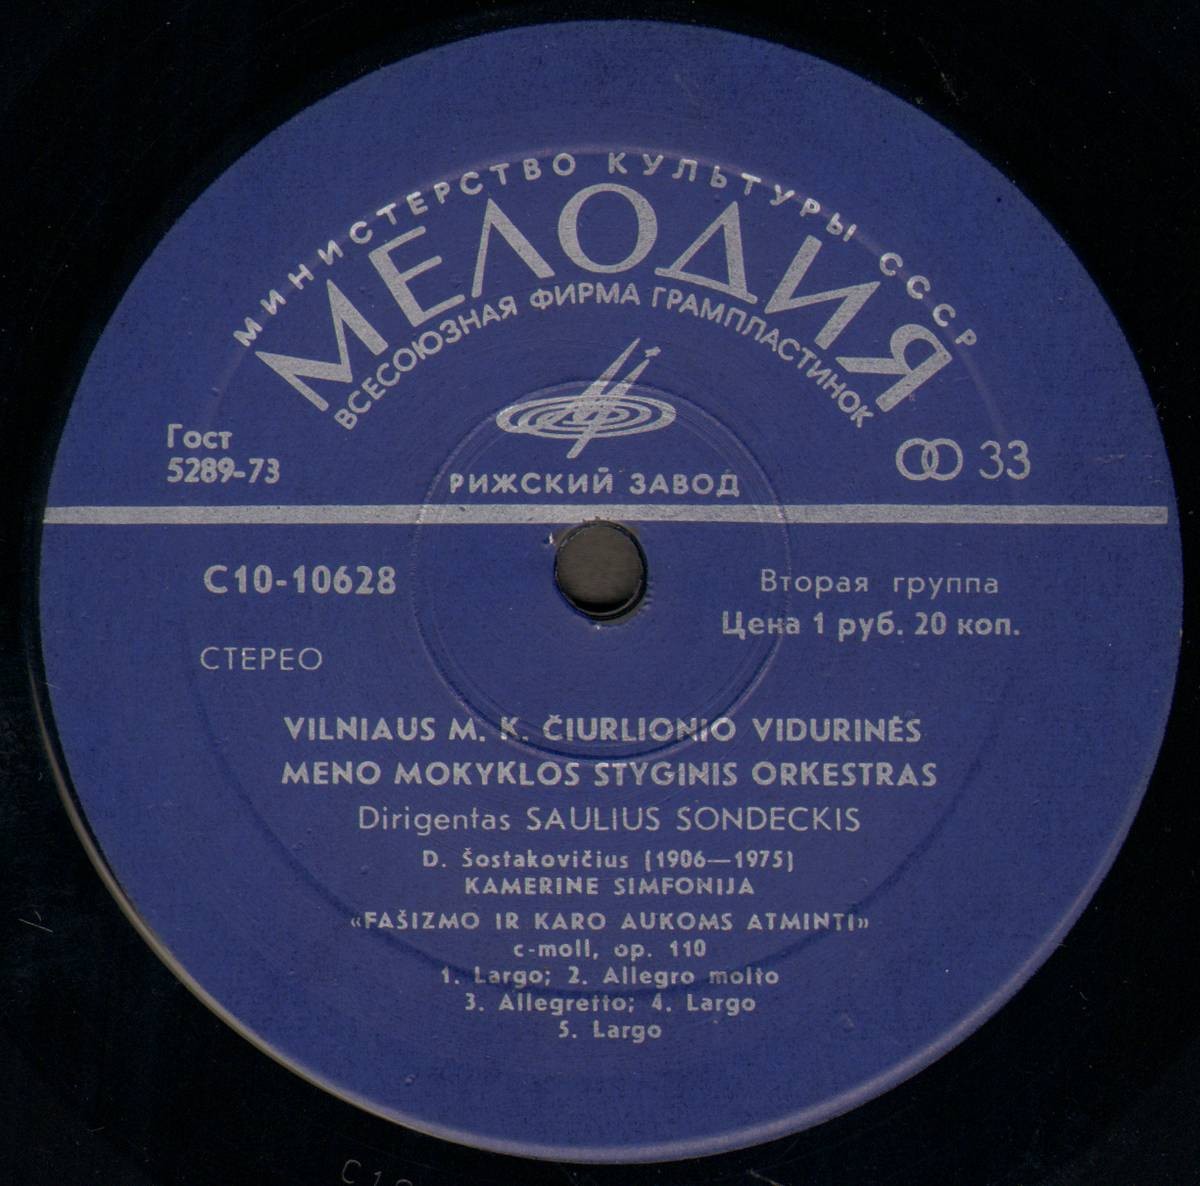 МИНИСТЕРСТВО КУЛЬТУРЫ СССР
МЕЛОДИЯ
ВСЕСОЮЗНАЯ ФИРМА ГРАМПЛАСТИНОК
Гост
5289-73
33
РИЖСКИЙ ЗАВОД
С10-10628
Вторая группа
Цена 1 руб. 20 коп.
СТЕРЕО
VILNIAUS M. K. ČIURLIONIO VIDURINĖS
MENO MOKYKLOS STYGINIS ORKESTRAS
Dirigentas SAULIUS SONDECKIS
D. Šostakovičius (1906—1975)
KAMERINE SIMFONIJA
«FAŠIZMO IR KARO AUKOMS ATMINTI»
c-moll, op. 110
1. Largo; 2. Allegro molto
3. Allegretto; 4. Largo
5. Largo